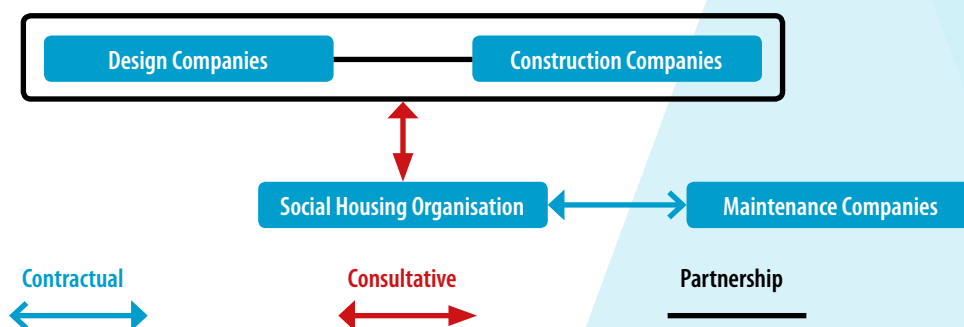 Design Companies
Construction Companies
Social Housing Organisation
Maintenance Companies
Contractual
Consultative
Partnership